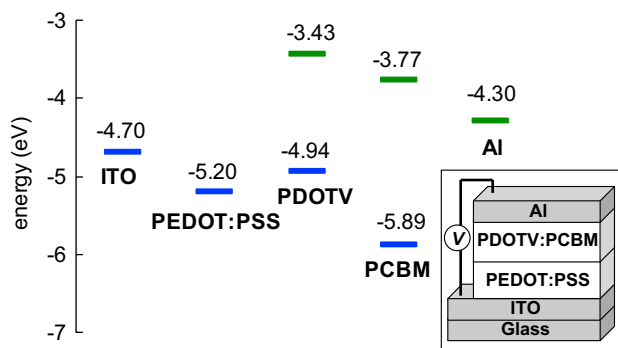 -3
-3.43
-3.77
-4
-4.30
-4.70
-4.94
energy (eV)
Al
-5
-5.20
ITO
PDOTV
PEDOT:PSS
-5.89
-6
PCBM
-7
V
Al
PDOTV:PCBM
PEDOT:PSS
ITO
Glass